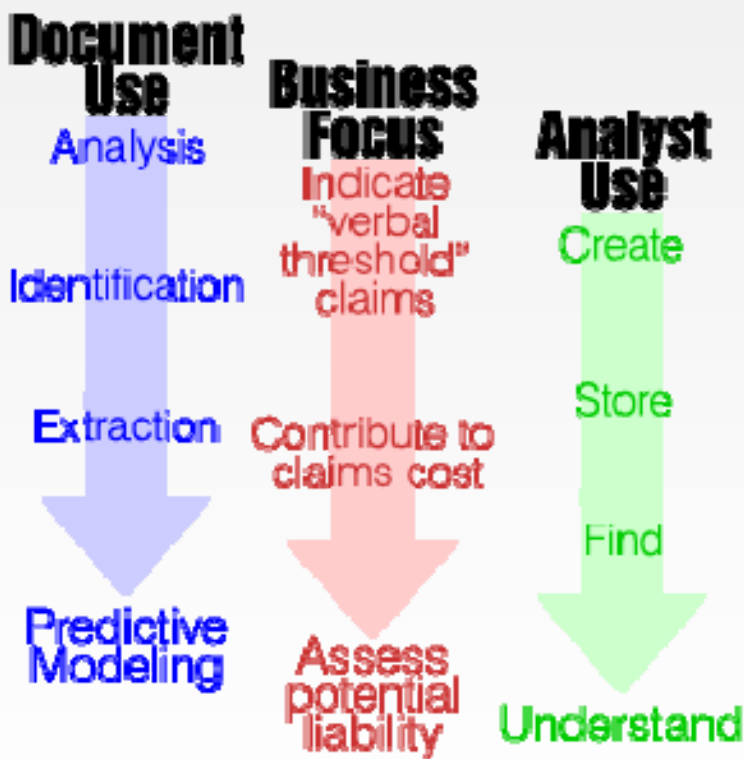 Document
Use
Analysis
Identification
Extraction
Predictive
Modeling
Business
Focus
Indicate
“verbal
threshold”
claims
Contribute to
claims cost
Assess
potential
liability
Analyst
Use
Create
Store
Find
Understand